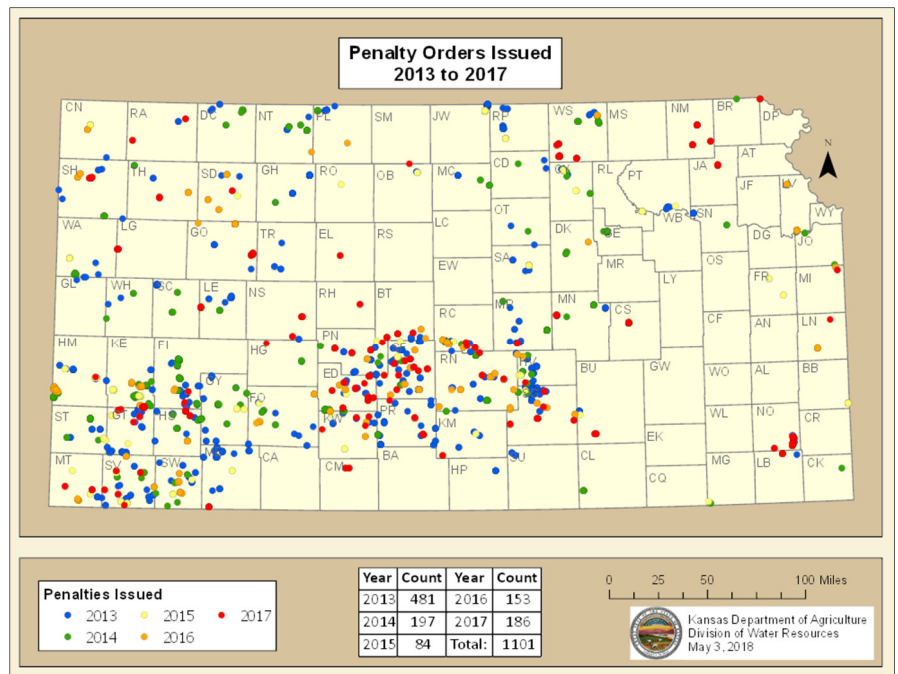 Penalty Orders Issued
2013 to 2017
CN RA DC NT PL SM JW RP WS MS NM BR DP
N
SH TH SD GH RO OB MC CD RL PT JA AT JF LV
WA LG GO TR EL RS LC OT DK GE WB SN DG WY JO
GL WH SC LE NS RH BT EW SA MR LY OS FR MI
HM KE FI HG PN RC MN CS CF AN LN
ED RN BU GW WO AL BB
ST GT HS GY FO PR KM EK WL NO CR
MT SV SW CA CM BA HP SU CL CQ MG LB CK
Penalties Issued
2013 2015 2017
2014 2016
Year Count Year Count
2013 481 2016 153
2014 197 2017 186
2015 84 Total: 1101
0 25 50 100 Miles
Kansas Department of Agriculture
Division of Water Resources
May 3, 2018